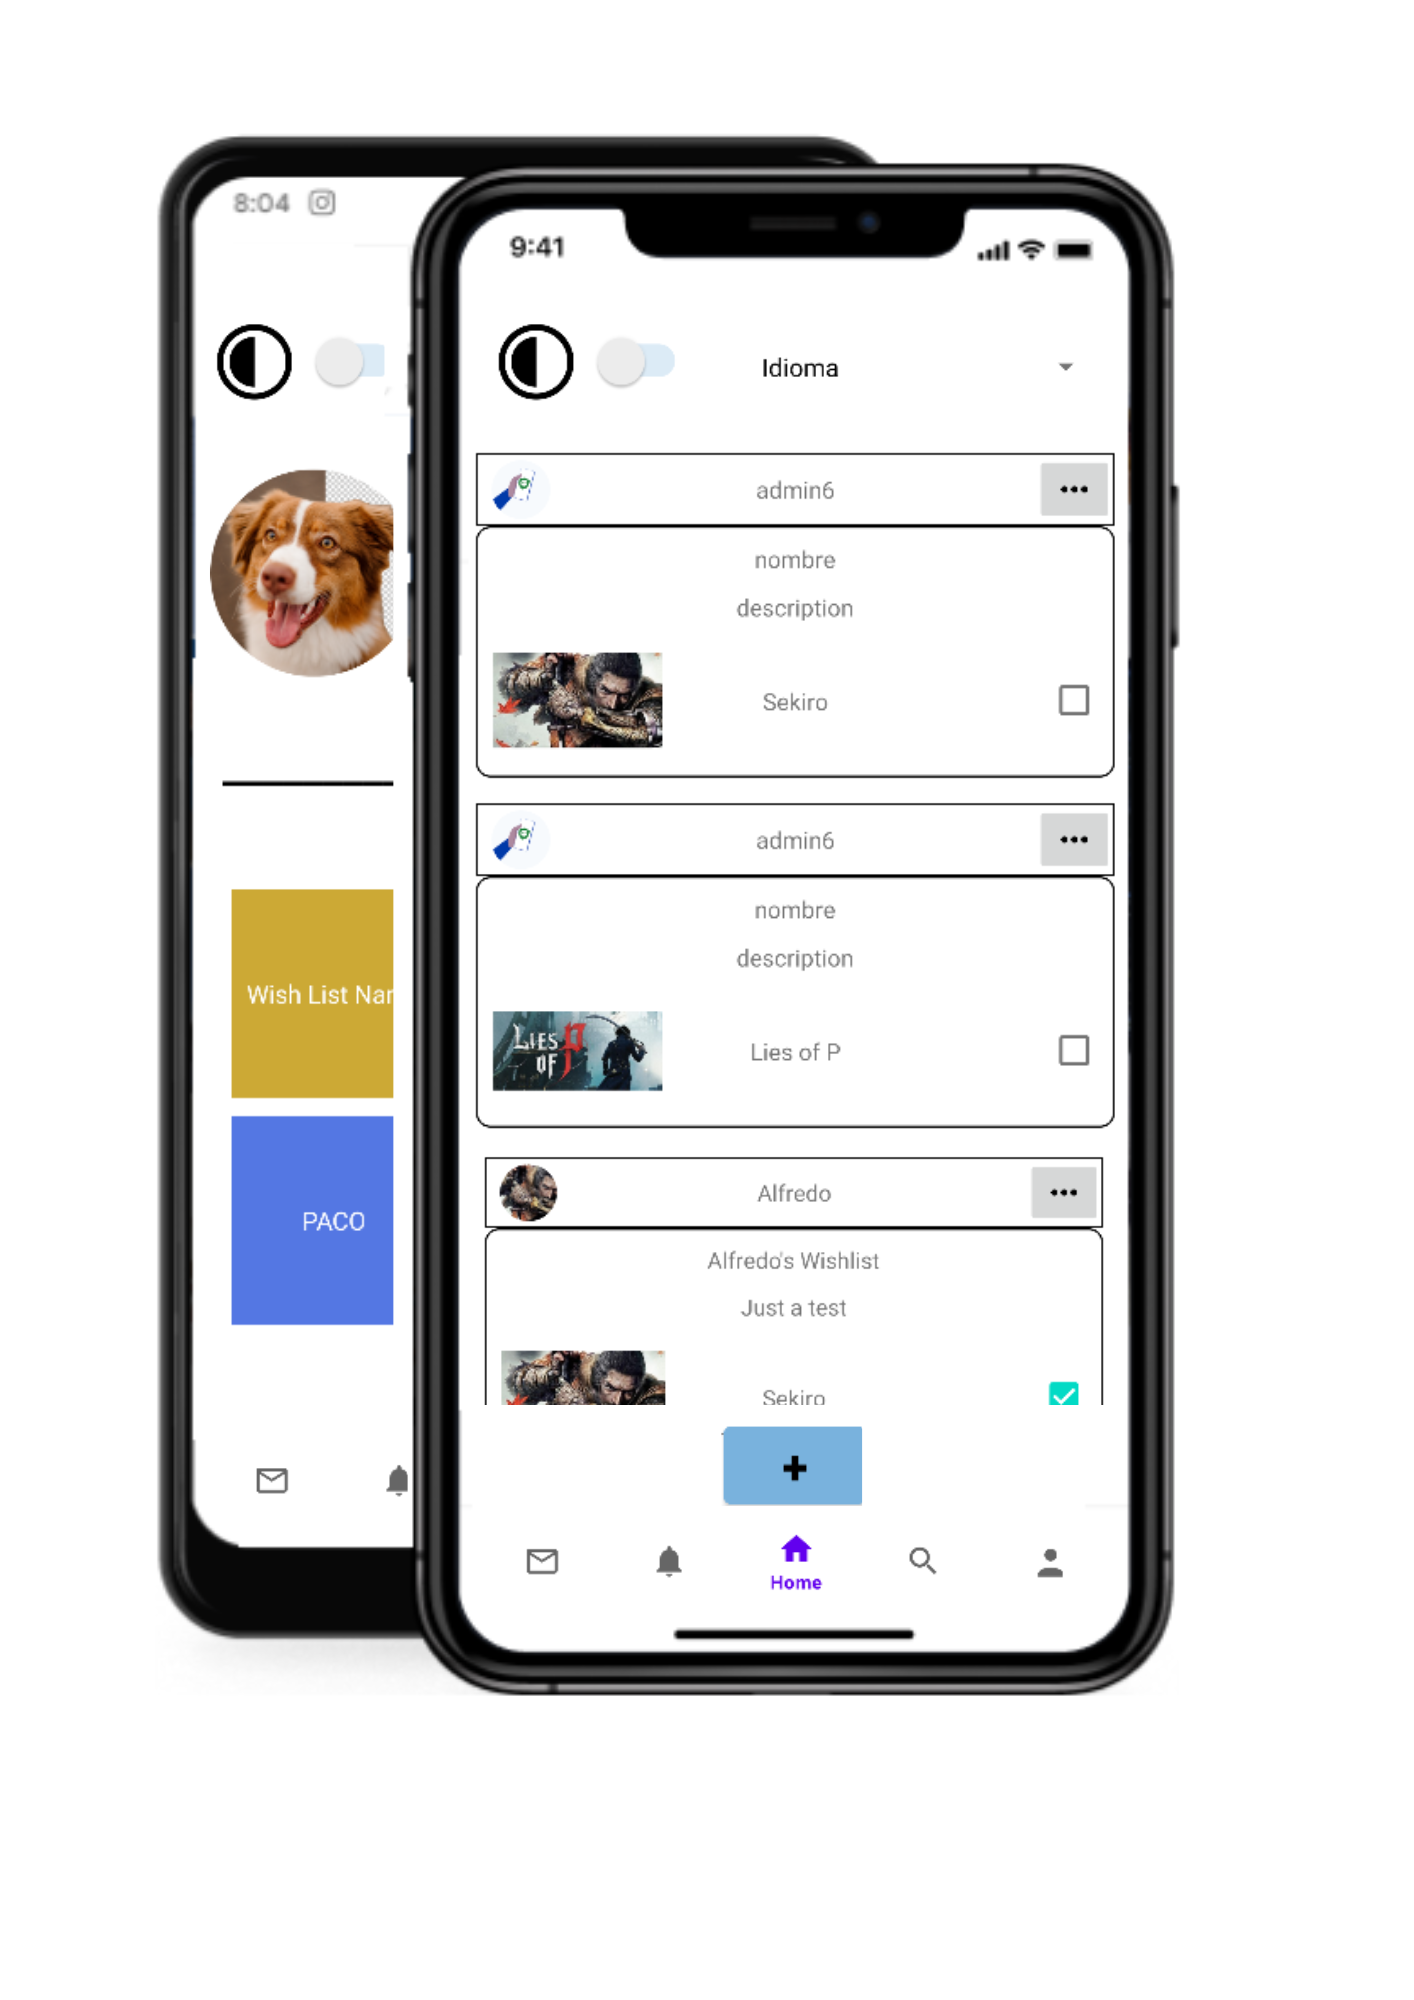 8:04
Wish List Nar
PACO
9:41
Idioma
admin6
nombre
description
Sekiro
admin6
nombre
description
LIES
OF P
Lies of P
Alfredo
Alfredo's Wishlist
Just a test
Sekiro
Home